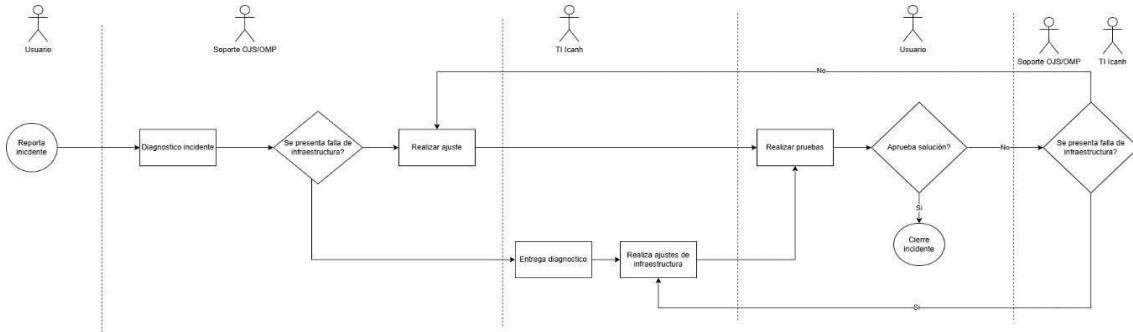 Usuario
Soporte OJS/OMP
TI Icanh
Usuario
Soporte OJS/OMP
TI Icanh
No
Reporta
inicdente
Diagnostico incidente
Se presenta falla de
infraestructura?
Realizar ajuste
Realizar pruebas
Aprueba solución?
No
Se presenta falla de
infraestructura?
Si
Cierre
incidente
Entrega diagnostico
Realiza ajustes de
infraestructura
Si